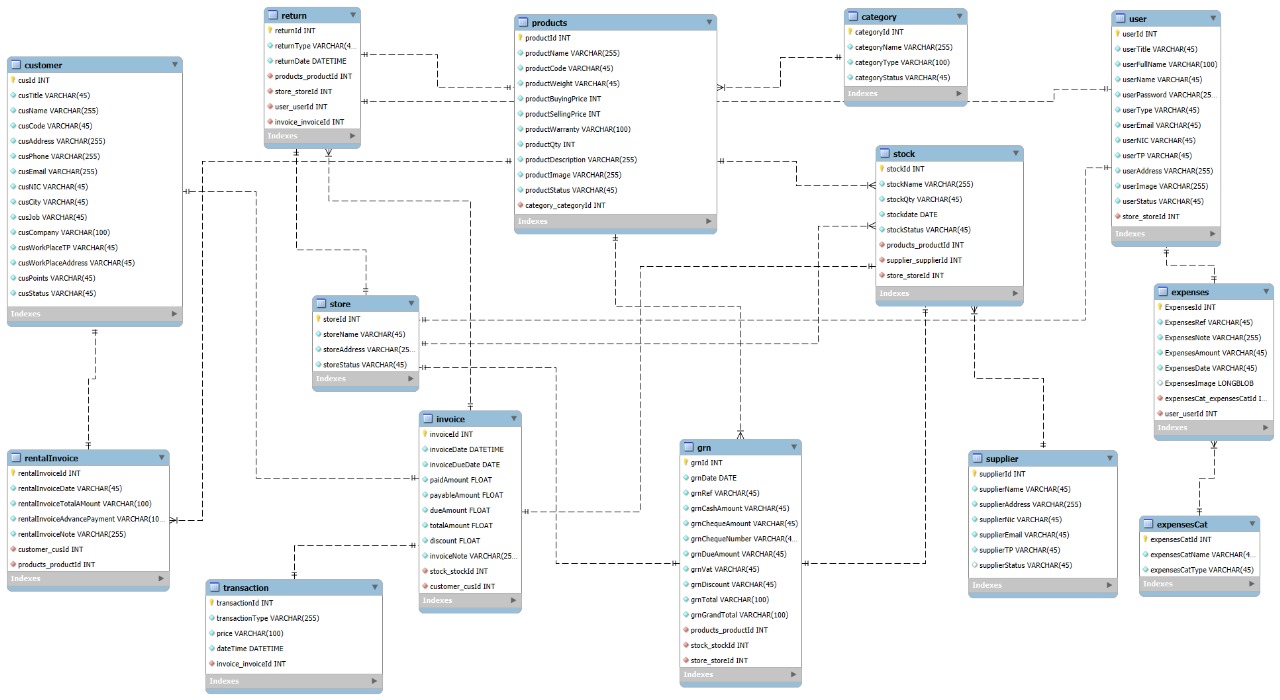 customer
cusId INT
cusTitle VARCHAR(45)
cusName VARCHAR(255)
cusCode VARCHAR(45)
cusAddress VARCHAR(255)
cusPhone VARCHAR(255)
cusEmail VARCHAR(255)
cusNIC VARCHAR(45)
cusCity VARCHAR(45)
cusJob VARCHAR(45)
cusCompany VARCHAR(100)
cusWorkPlaceTP VARCHAR(45)
cusWorkPlaceAddress VARCHAR(45)
cusPoints VARCHAR(45)
cusStatus VARCHAR(45)
Indexes
return
returnId INT
returnType VARCHAR(4...
returnDate DATETIME
products_productId INT
store_storeId INT
user_userId INT
invoice_invoiceId INT
Indexes
products
productId INT
productName VARCHAR(255)
productCode VARCHAR(45)
productWeight VARCHAR(45)
productBuyingPrice INT
productSellingPrice INT
productWarranty VARCHAR(100)
productQty INT
productDescription VARCHAR(255)
productImage VARCHAR(255)
productStatus VARCHAR(45)
category_categoryId INT
Indexes
category
categoryId INT
categoryName VARCHAR(255)
categoryType VARCHAR(100)
categoryStatus VARCHAR(45)
Indexes
user
userId INT
userTitle VARCHAR(45)
userFullName VARCHAR(100)
userName VARCHAR(45)
userPassword VARCHAR(25...
userType VARCHAR(45)
userEmail VARCHAR(45)
userNIC VARCHAR(45)
userTP VARCHAR(45)
userAddress VARCHAR(255)
userImage VARCHAR(255)
userStatus VARCHAR(45)
store_storeId INT
Indexes
stock
stockId INT
stockName VARCHAR(255)
stockQty VARCHAR(45)
stockdate DATE
stockStatus VARCHAR(45)
products_productId INT
supplier_supplierId INT
store_storeId INT
Indexes
store
storeId INT
storeName VARCHAR(45)
storeAddress VARCHAR(25...
storeStatus VARCHAR(45)
Indexes
expenses
ExpensesId INT
ExpensesRef VARCHAR(45)
ExpensesNote VARCHAR(255)
ExpensesAmount VARCHAR(45)
ExpensesDate VARCHAR(45)
ExpensesImage LONGBLOB
expensesCat_expensesCatId I...
user_userId INT
Indexes
rentalInvoice
rentalInvoiceId INT
rentalInvoiceDate VARCHAR(45)
rentalInvoiceTotalAMount VARCHAR(100)
rentalInvoiceAdvancePayment VARCHAR(10...
rentalInvoiceNote VARCHAR(255)
customer_cusId INT
products_productId INT
Indexes
invoice
invoiceId INT
invoiceDate DATETIME
invoiceDueDate DATE
paidAmount FLOAT
payableAmount FLOAT
dueAmount FLOAT
totalAmount FLOAT
discount FLOAT
invoiceNote VARCHAR(25...
stock_stockId INT
customer_cusId INT
Indexes
grn
grnId INT
grnDate DATE
grnRef VARCHAR(45)
grnCashAmount VARCHAR(45)
grnChequeAmount VARCHAR(45)
grnChequeNumber VARCHAR(4...
grnDueAmount VARCHAR(45)
grnVat VARCHAR(45)
grnDiscount VARCHAR(45)
grnTotal VARCHAR(100)
grnGrandTotal VARCHAR(100)
products_productId INT
stock_stockId INT
store_storeId INT
Indexes
supplier
supplierId INT
supplierName VARCHAR(45)
supplierAddress VARCHAR(255)
supplierNic VARCHAR(45)
supplierEmail VARCHAR(45)
supplierTP VARCHAR(45)
supplierStatus VARCHAR(45)
Indexes
expensesCat
expensesCatId INT
expensesCatName VARCHAR(4...
expensesCatType VARCHAR(45)
Indexes
transaction
transactionId INT
transactionType VARCHAR(255)
price VARCHAR(100)
dateTime DATETIME
invoice_invoiceId INT
Indexes